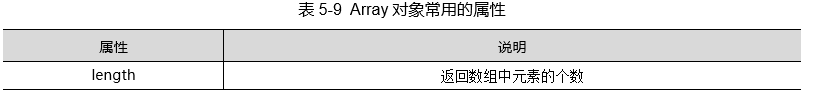 表 5-9 Array 对象常用的属性
属性 说明
length 返回数组中元素的个数